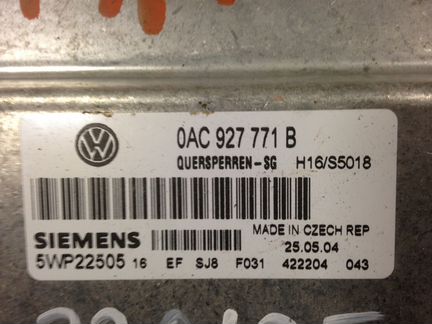 0AC 927 771 B
QUERSPERREN-SG H16/S5018
MADE IN CZECH REP
SIEMENS 25.05.04
5WP22505 16 EF SJ8 F031 422204 043